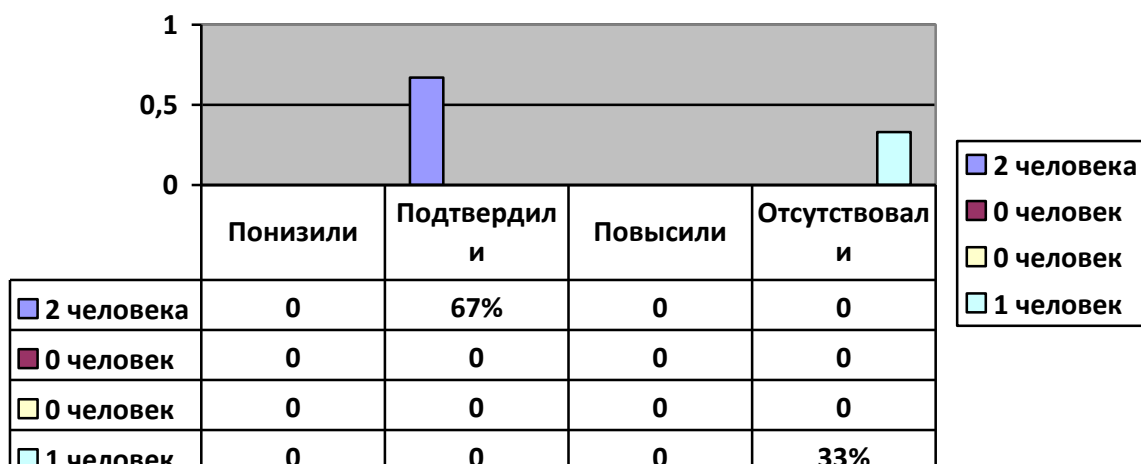 1
0,5
0
Понизили
Подтвердил
и
Повысили
Отсутствовал
и
2 человека 0 67% 0 0
0 человек 0 0 0 0
0 человек 0 0 0 0
1 человек 0 0 0 33%
2 человека
0 человек
0 человек
1 человек